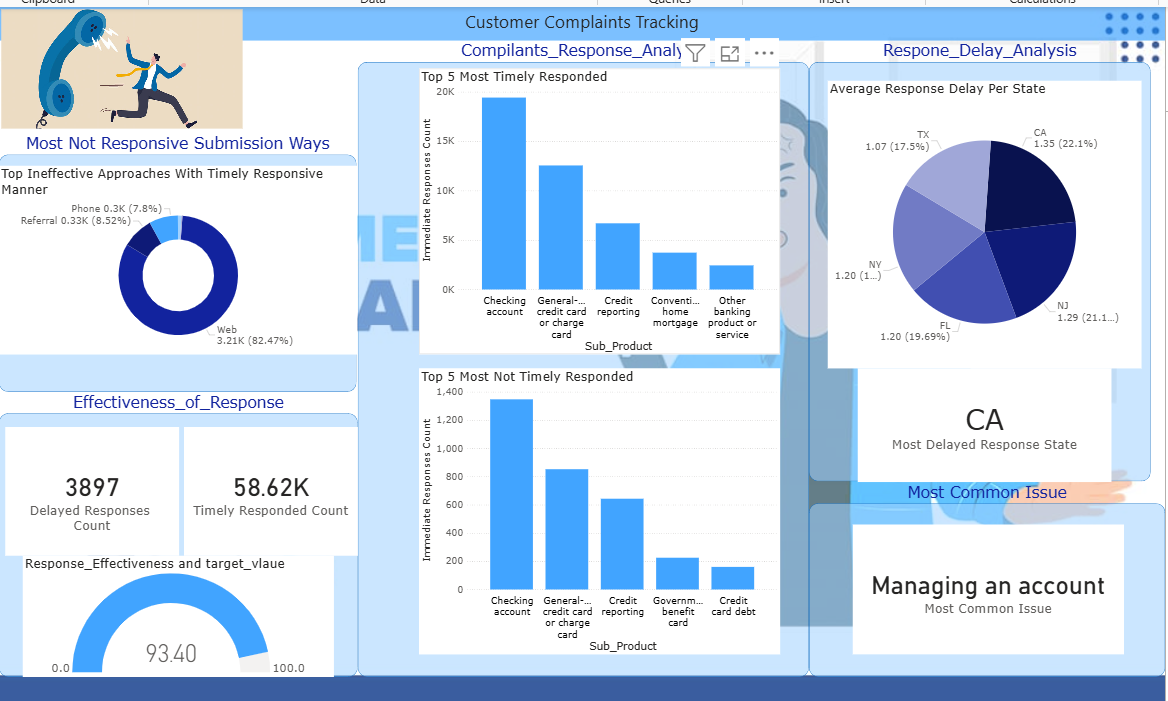 Clipboard
Data
Queries
Insert
Calculations
Customer Complaints Tracking
Most Not Responsive Submission Ways
Top Ineffective Approaches With Timely Responsive
Manner
Phone 0.3K (7.8%)
Referral 0.33K (8.52%)
Web
3.21K (82.47%)
Effectiveness_of_Response
3897
Delayed Responses
Count
58.62K
Timely Responded Count
Response_Effectiveness and target_vlaue
93.40
0.0
100.0
Compilants_Response_Analy
Top 5 Most Timely Responded
Immediate Responses Count
20K
15K
10K
5K
0K
Checking
account
General-...
credit card
or charge
card
Credit
reporting
Conventi...
home
mortgage
Other
banking
product or
service
Sub_Product
Top 5 Most Not Timely Responded
Immediate Responses Count
1,400
1,200
1,000
800
600
400
200
0
Checking
account
General-...
credit card
or charge
card
Credit
reporting
Governm...
benefit
card
Credit
card debt
Sub_Product
Respone_Delay_Analysis
Average Response Delay Per State
TX
1.07 (17.5%)
CA
1.35 (22.1%)
NY
1.20 (1...)
NJ
1.29 (21.1...)
FL
1.20 (19.69%)
CA
Most Delayed Response State
Most Common Issue
Managing an account
Most Common Issue